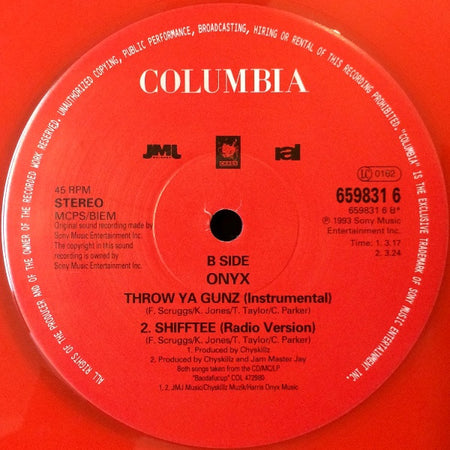 UNAUTHORIZED COPYING, PUBLIC PERFORMANCE, BROADCASTING, HIRING OR RENTAL OF THIS RECORDING PROHIBITED. "COLUMBIA" IS THE EXCLUSIVE TRADEMARK OF SONY MUSIC ENTERTAINMENT INC.
ALL RIGHTS OF THE PRODUCER AND OF THE OWNER OF THE RECORDED WORK RESERVED.
COLUMBIA
JMJ
ral
LC 0162
45 RPM
STEREO
MCPS/BIEM
Original sound recording made by
Sony Music Entertainment Inc.
The copyright in this sound
recording is owned by
Sony Music Entertainment Inc.
659831 6
659831 6 B*
℗ 1993 Sony Music
Entertainment Inc.
Time: 1. 3.17
2. 3.24
B SIDE
ONYX
THROW YA GUNZ (Instrumental)
(F. Scruggs/K. Jones/T. Taylor/C. Parker)
2. SHIFFTEE (Radio Version)
(F. Scruggs/K. Jones/T. Taylor/C. Parker)
1. Produced by Chyskillz
2. Produced by Chyskillz and Jam Master Jay
Both songs taken from the CD/MC/LP
"Bandafucup" COL 472980
1, 2. JMJ Music/Chyskillz Muzik/Harris Onyx Music